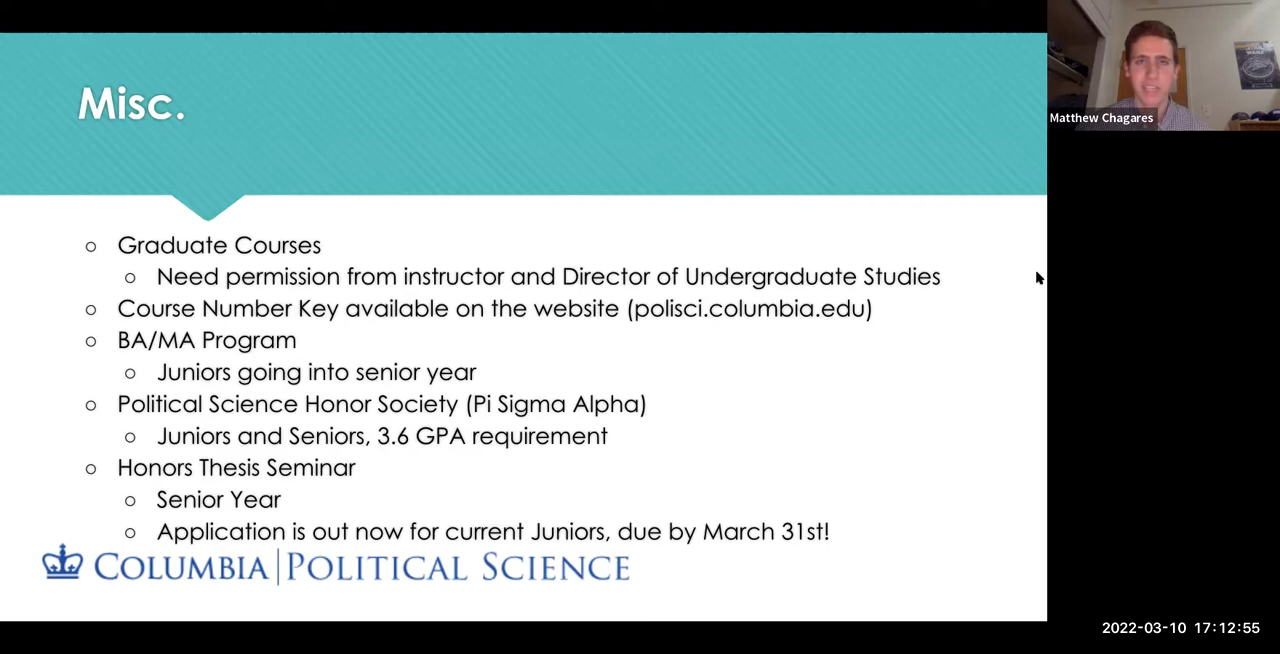 Misc.
○ Graduate Courses
○ Need permission from instructor and Director of Undergraduate Studies
○ Course Number Key available on the website (polisci.columbia.edu)
○ BA/MA Program
○ Juniors going into senior year
○ Political Science Honor Society (Pi Sigma Alpha)
○ Juniors and Seniors, 3.6 GPA requirement
○ Honors Thesis Seminar
○ Senior Year
○ Application is out now for current Juniors, due by March 31st!
COLUMBIA | POLITICAL SCIENCE
Matthew Chagares
2022-03-10 17:12:55